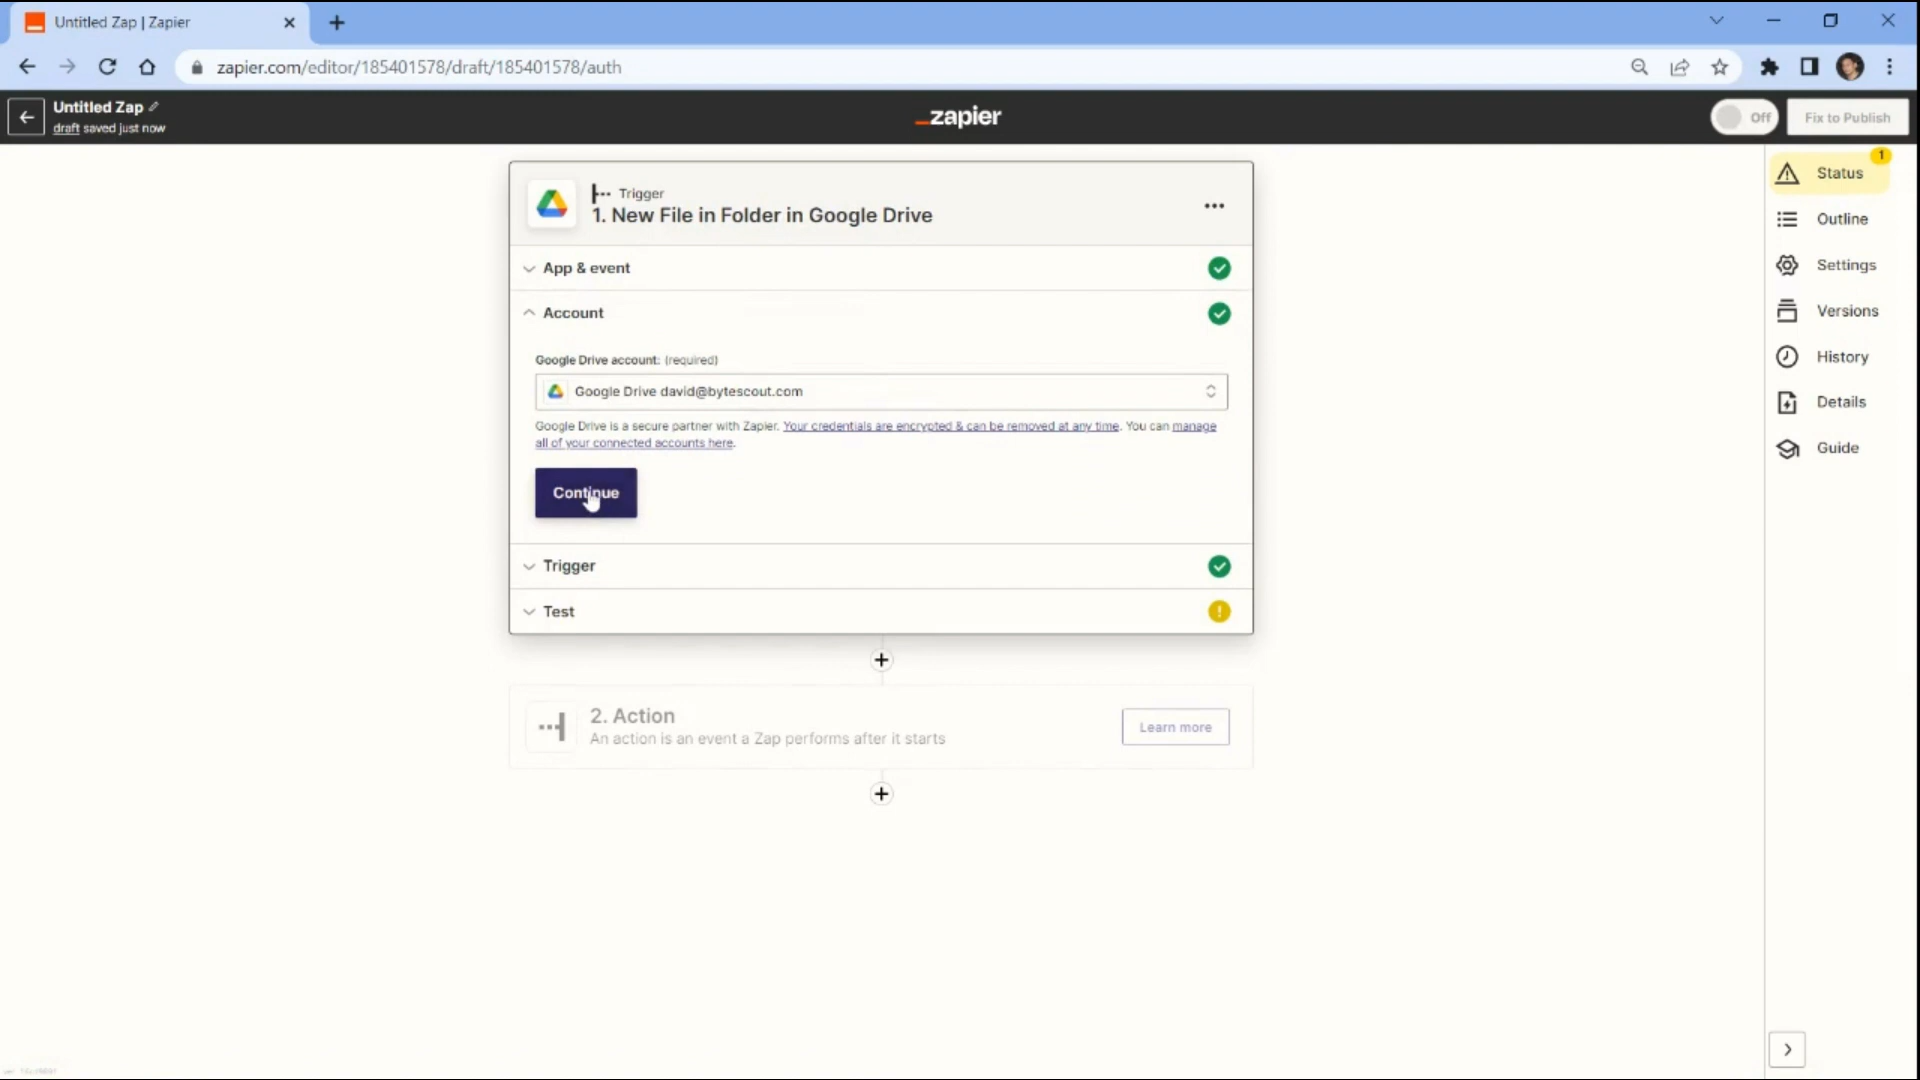 Untitled Zap | Zapier
zapier.com/editor/185401578/draft/185401578/auth
Untitled Zap
draft saved just now
_zapier
Off
Fix to Publish
Trigger
1. New File in Folder in Google Drive
App & event
Account
Google Drive account: (required)
Google Drive david@bytescout.com
Google Drive is a secure partner with Zapier. Your credentials are encrypted & can be removed at any time. You can manage
all of your connected accounts here.
Continue
Trigger
Test
2. Action
An action is an event a Zap performs after it starts
Learn more
1
Status
Outline
Settings
Versions
History
Details
Guide